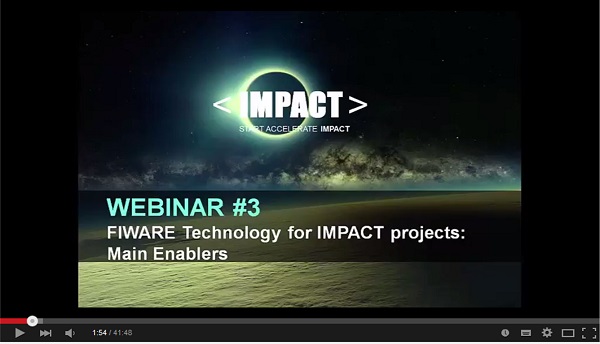 < IMPACT >
START ACCELERATE IMPACT
WEBINAR #3
FIWARE Technology for IMPACT projects:
Main Enablers
1:54 / 41:48